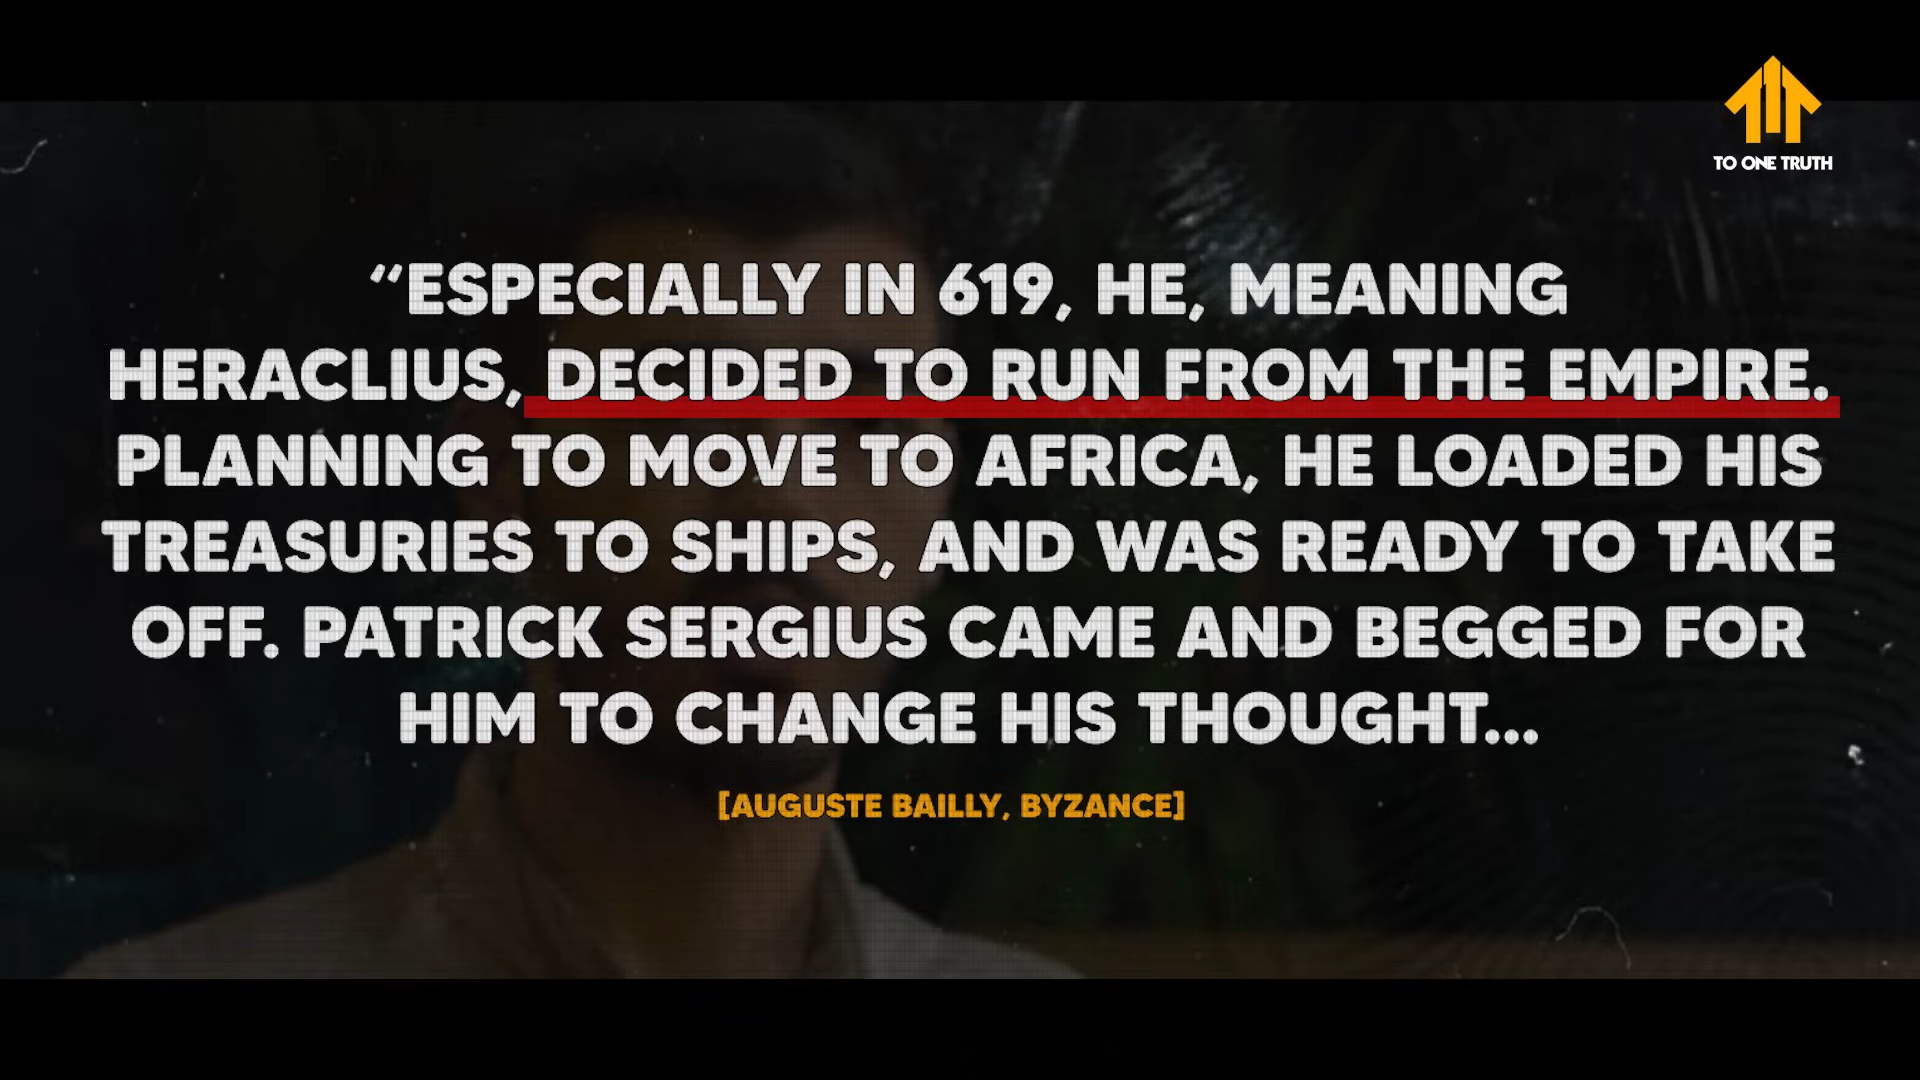 TO ONE TRUTH
“ESPECIALLY IN 619, HE, MEANING
HERACLIUS, DECIDED TO RUN FROM THE EMPIRE.
PLANNING TO MOVE TO AFRICA, HE LOADED HIS
TREASURIES TO SHIPS, AND WAS READY TO TAKE
OFF. PATRICK SERGIUS CAME AND BEGGED FOR
HIM TO CHANGE HIS THOUGHT...
[AUGUSTE BAILLY, BYZANCE]